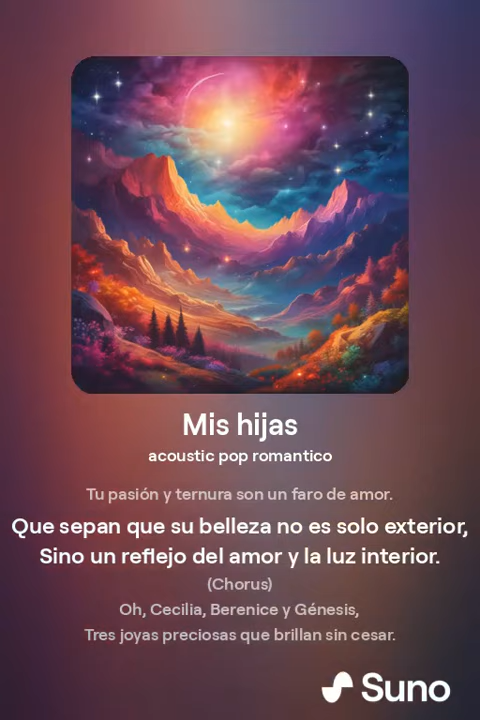 Mis hijas
acoustic pop romantico
Tu pasión y ternura son un faro de amor.
Que sepan que su belleza no es solo exterior,
Sino un reflejo del amor y la luz interior.
(Chorus)
Oh, Cecilia, Berenice y Génesis,
Tres joyas preciosas que brillan sin cesar.
Suno